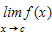 lim f(x)
x → c